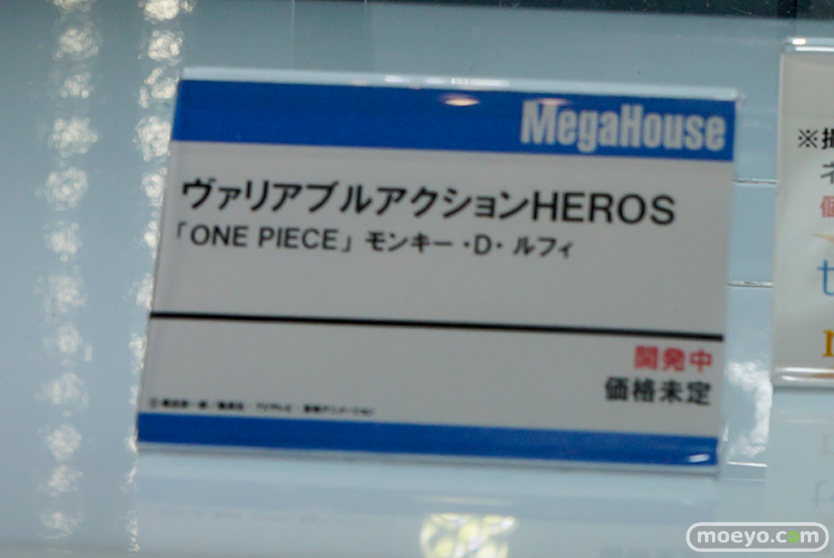 MegaHouse
ヴァリアブルアクションHEROS
「ONE PIECE」モンキー・D・ルフィ
開発中
価格未定
moeyo.com